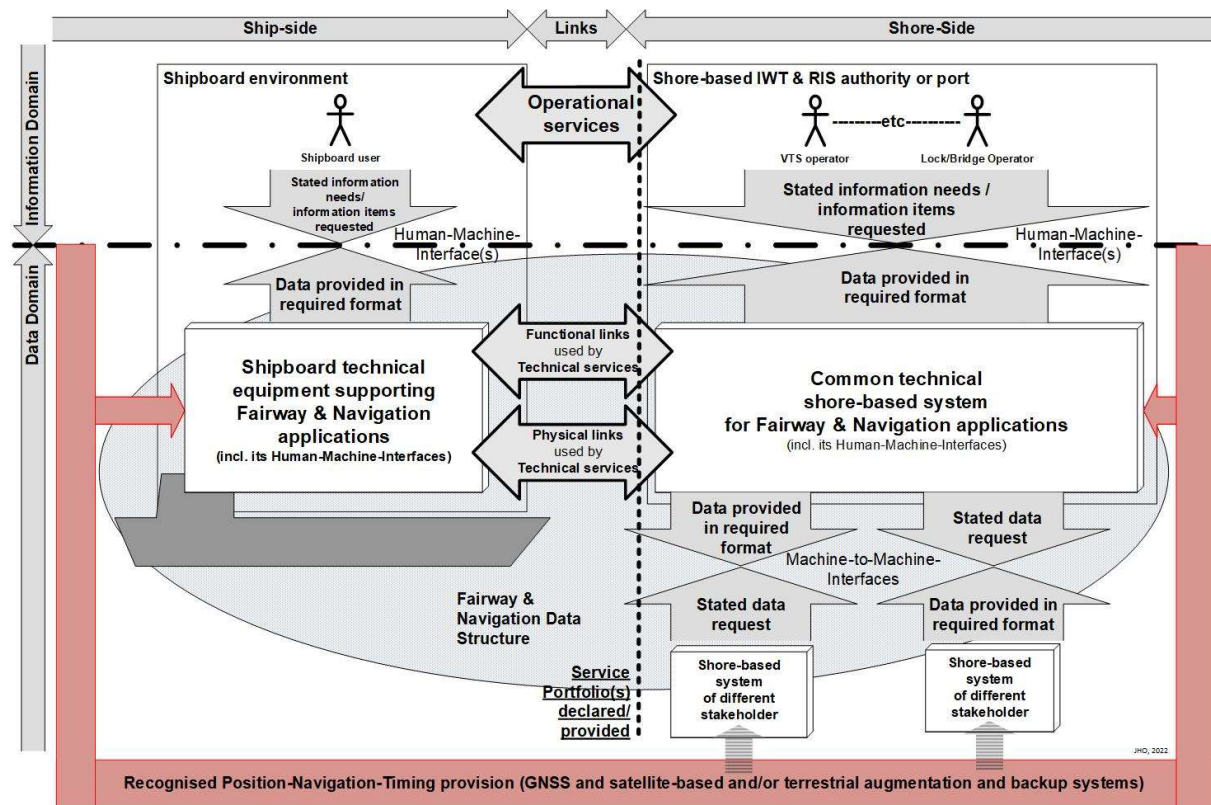 Ship-side
Links
Shore-Side
Information Domain
Data Domain
Shipboard environment
Shore-based IWT & RIS authority or port
Operational
services
Shipboard user
VTS operator
etc
Lock/Bridge Operator
Stated information
needs/
information items
requested
Stated information needs /
information items
requested
Human-Machine-
Interface(s)
Human-Machine-
Interface(s)
Data provided in
required format
Data provided in
required format
Shipboard technical
equipment supporting
Fairway & Navigation
applications
(incl. its Human-Machine-Interfaces)
Functional links
used by
Technical services
Physical links
used by
Technical services
Common technical
shore-based system
for Fairway & Navigation applications
(incl. its Human-Machine-Interfaces)
Data provided
in required
format
Stated data
request
Machine-to-Machine-
Interfaces
Stated data
request
Data provided in
required format
Fairway &
Navigation Data
Structure
Service
Portfolio(s)
declared/
provided
Shore-based
system
of different
stakeholder
Shore-based
system
of different
stakeholder
JHO, 2022
Recognised Position-Navigation-Timing provision (GNSS and satellite-based and/or terrestrial augmentation and backup systems)